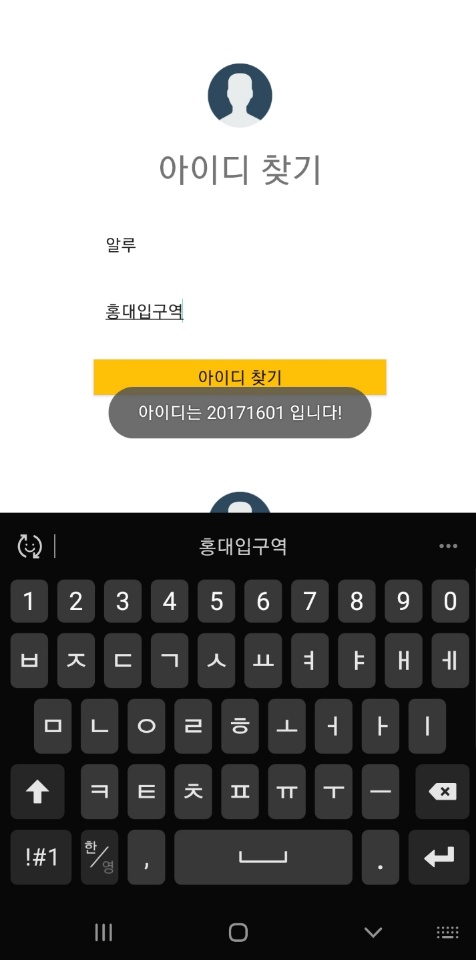 아이디 찾기
알루
홍대입구역
아이디 찾기
아이디는 20171601 입니다!
홍대입구역
1 2 3 4 5 6 7 8 9 0
ㅂ ㅈ ㄷ ㄱ ㅅ ㅛ ㅕ ㅑ ㅐ ㅔ
ㅁ ㄴ ㅇ ㄹ ㅎ ㅗ ㅓ ㅏ ㅣ
ㅋ ㅌ ㅊ ㅍ ㅠ ㅜ ㅡ
!#1 한/영 , .